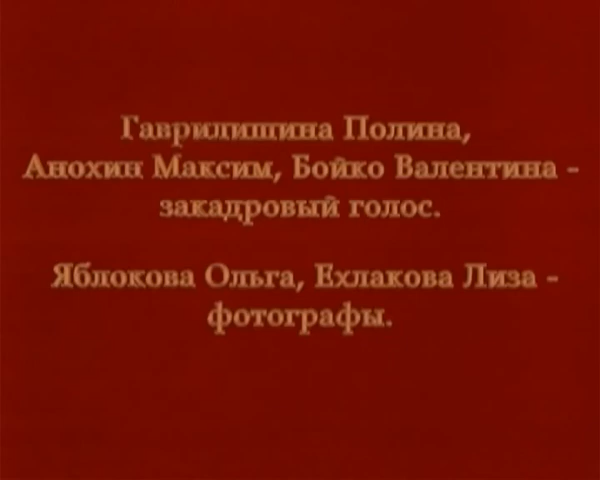 Гаврилишина Полина,
Анохин Максим, Бойко Валентина -
закадровый голос.
Яблокова Ольга, Ехлакова Лиза -
фотографы.